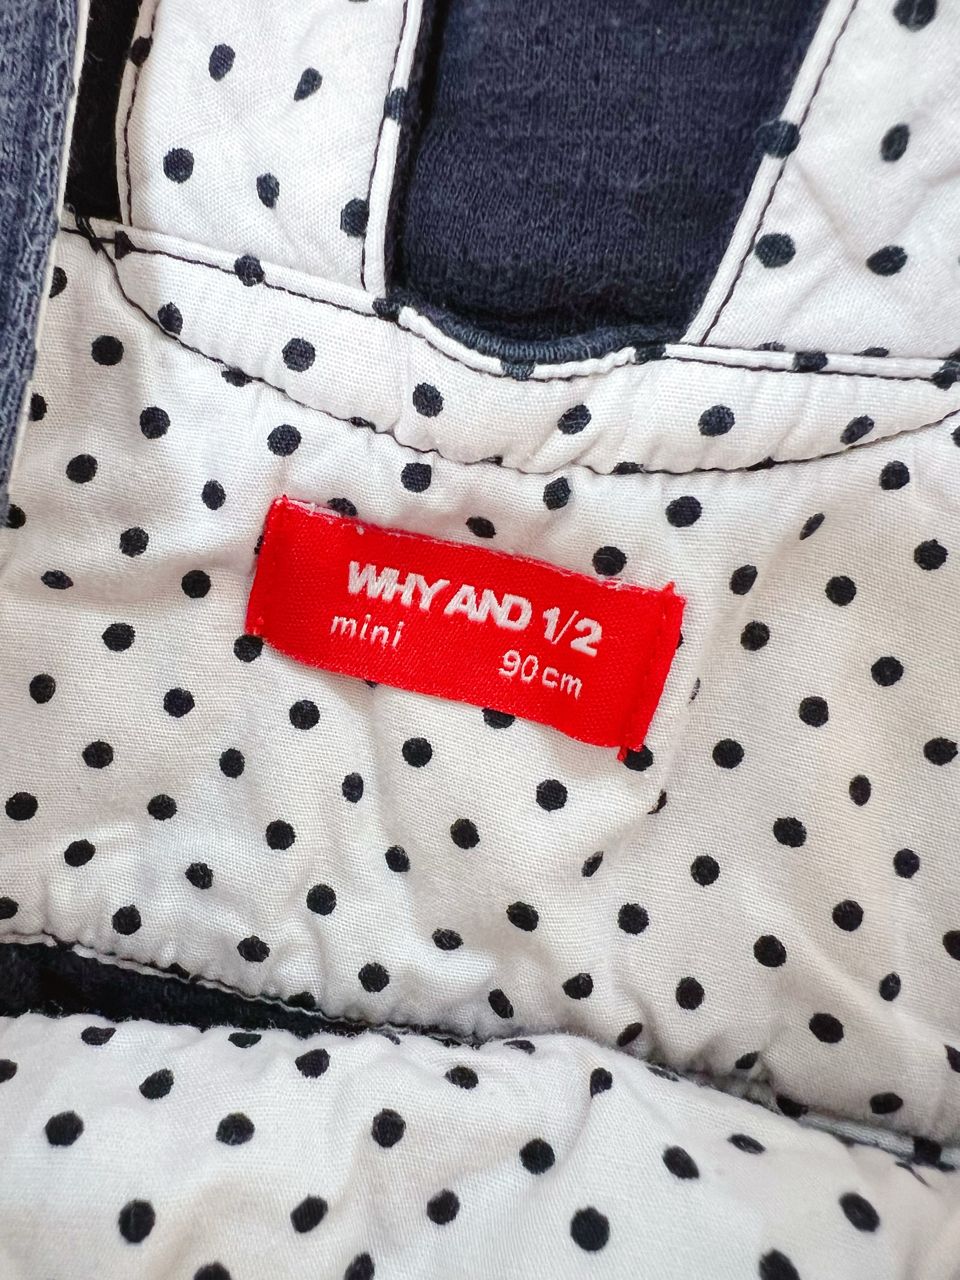 WHY AND 1/2
mini
90cm